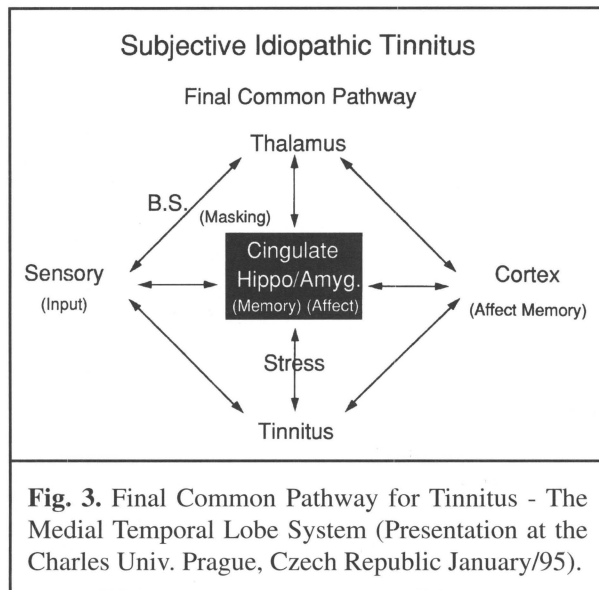 Subjective Idiopathic Tinnitus
Final Common Pathway
Thalamus
B.S.
(Masking)
Cingulate
Hippo/Amyg.
(Memory) (Affect)
Sensory
(Input)
Cortex
(Affect Memory)
Stress
Tinnitus
Fig. 3. Final Common Pathway for Tinnitus - The
Medial Temporal Lobe System (Presentation at the
Charles Univ. Prague, Czech Republic January/95).